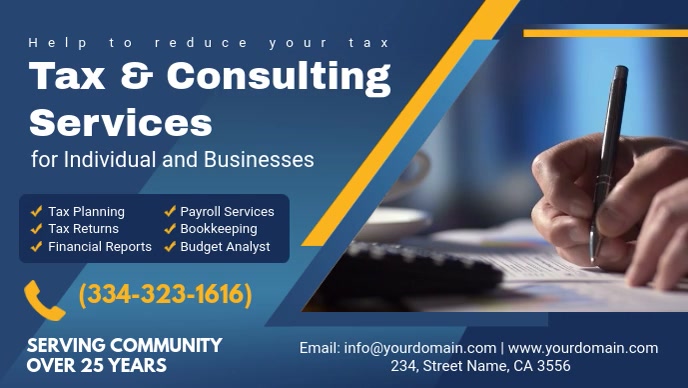 Help to reduce your tax
Tax & Consulting
Services
for Individual and Businesses
Tax Planning
Tax Returns
Financial Reports
Payroll Services
Bookkeeping
Budget Analyst
(334-323-1616)
SERVING COMMUNITY
OVER 25 YEARS
Email: info@yourdomain.com | www.yourdomain.com
234, Street Name, CA 3556